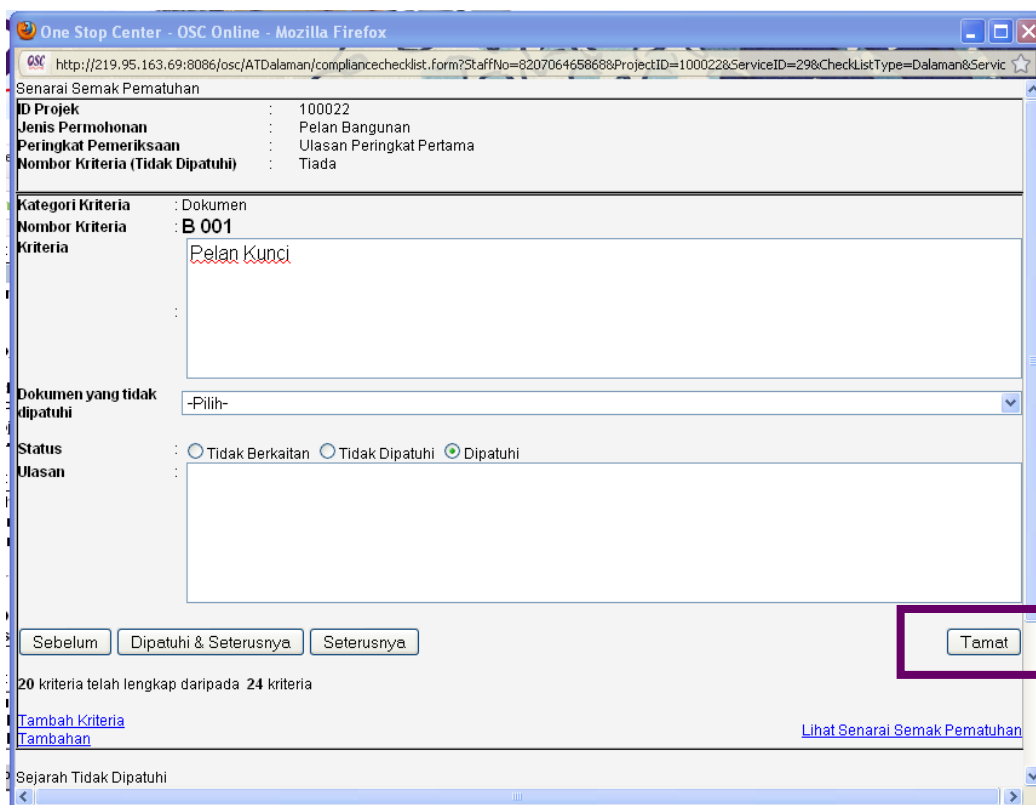 One Stop Center - OSC Online - Mozilla Firefox
OSC http://219.95.163.69:8086/osc/ATDalaman/compliancechecklist.form?StaffNo=820706465868&ProjectID=100022&ServiceID=29&CheckListType=Dalaman&Servic
Senarai Semak Pematuhan
ID Projek : 100022
Jenis Permohonan : Pelan Bangunan
Peringkat Pemeriksaan : Ulasan Peringkat Pertama
Nombor Kriteria (Tidak Dipatuhi) : Tiada
Kategori Kriteria : Dokumen
Nombor Kriteria : B 001
Kriteria : Pelan Kunci
Dokumen yang tidak dipatuhi -Pilih-
Status : Tidak Berkaitan Tidak Dipatuhi Dipatuhi
Ulasan :
Sebelum Dipatuhi & Seterusnya Seterusnya Tamat
20 kriteria telah lengkap daripada 24 kriteria
Tambah Kriteria
Tambahan Lihat Senarai Semak Pematuhan
Sejarah Tidak Dipatuhi